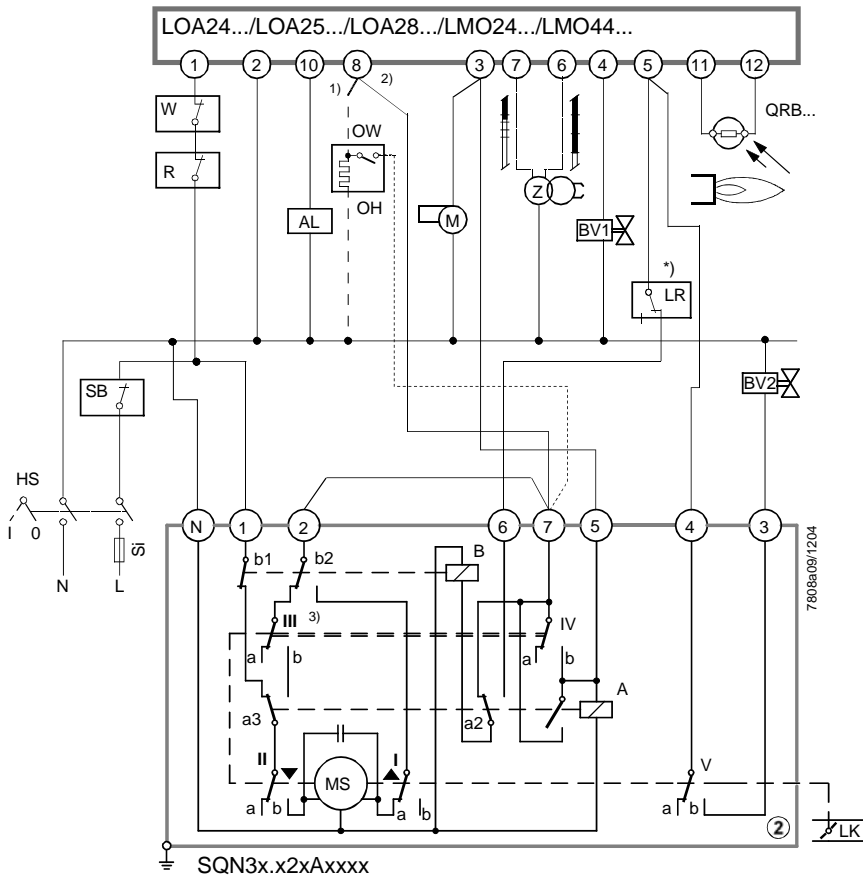 LOA24.../LOA25.../LOA28.../LMO24.../LMO44...
1 2 10 8 3 7 6 4 5 11 12
1) 2)
W
QRB...
OW
R
OH
Z
AL
M
BV1
*)
LR
SB
BV2
HS
I 0
Si
N L
N 1 2 6 7 5 4 3
7808a09/1204
b1 b2 B
III 3) IV
a b a b
A
a3 a2
II I V
MS
a b a b a b
2
LK
SQN3x.x2xAxxxx